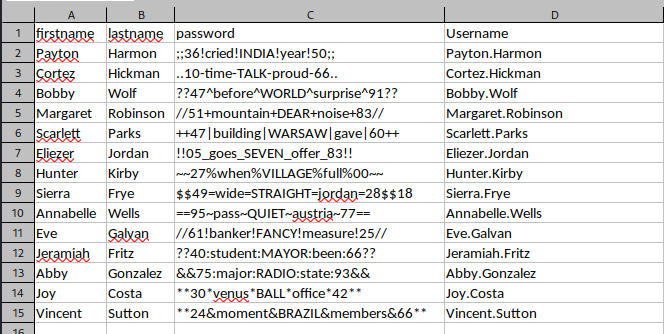 A B C D
1 firstname lastname password Username
2 Payton Harmon ;;36!cried!INDIA!year!50;; Payton.Harmon
3 Cortez Hickman ..10-time-TALK-proud-66.. Cortez.Hickman
4 Bobby Wolf ??47^before^WORLD^surprise^91?? Bobby.Wolf
5 Margaret Robinson //51+mountain+DEAR+noise+83// Margaret.Robinson
6 Scarlett Parks ++47|building|WARSAW|gave|60++ Scarlett.Parks
7 Eliezer Jordan !!05_goes_SEVEN_offer_83!! Eliezer.Jordan
8 Hunter Kirby ~~27%when%VILLAGE%full%00~~ Hunter.Kirby
9 Sierra Frye $$49=wide=STRAIGHT=jordan=28$$18 Sierra.Frye
10 Annabelle Wells ==95~pass~QUIET~austria~77== Annabelle.Wells
11 Eve Galvan //61!banker!FANCY!measure!25// Eve.Galvan
12 Jeramiah Fritz ??40:student:MAYOR:been:66?? Jeramiah.Fritz
13 Abby Gonzalez &&75:major:RADIO:state:93&& Abby.Gonzalez
14 Joy Costa **30*venus*BALL*office*42** Joy.Costa
15 Vincent Sutton **24&moment&BRAZIL&members&66** Vincent.Sutton
16